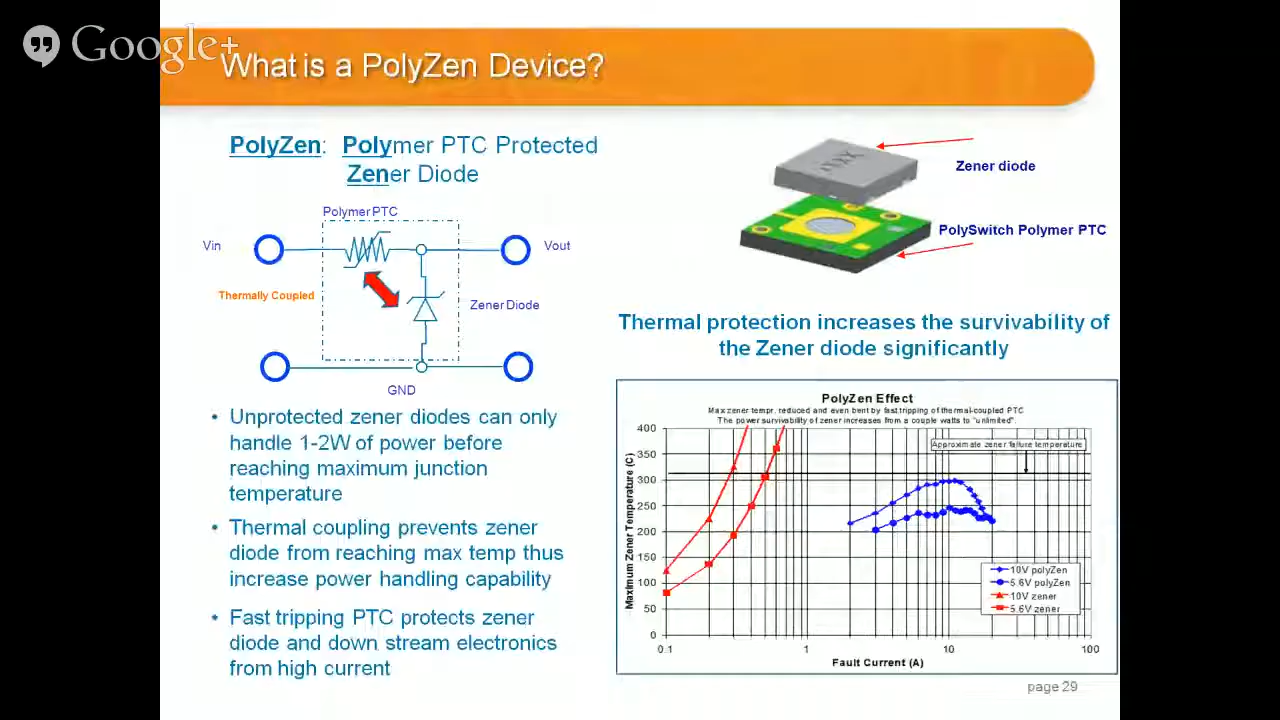 Google+
What is a PolyZen Device?
PolyZen: Polymer PTC Protected
Zener Diode
Polymer PTC
Vin
Vout
Thermally Coupled
Zener Diode
GND
Zener diode
PolySwitch Polymer PTC
Thermal protection increases the survivability of
the Zener diode significantly
• Unprotected zener diodes can only
handle 1-2W of power before
reaching maximum junction
temperature
• Thermal coupling prevents zener
diode from reaching max temp thus
increase power handling capability
• Fast tripping PTC protects zener
diode and down stream electronics
from high current
PolyZen Effect
Max zener tempr. reduced and even bent by fast tripping of thermal-coupled PTC
The power survivability of zener increases from a couple watts to "unlimited".
Approximate zener failure temperature
Maximum Zener Temperature (C)
400
350
300
250
200
150
100
50
0
0.1
1
10
100
Fault Current (A)
10V polyZen
5.6V polyZen
10V zener
5.6V zener
page 29